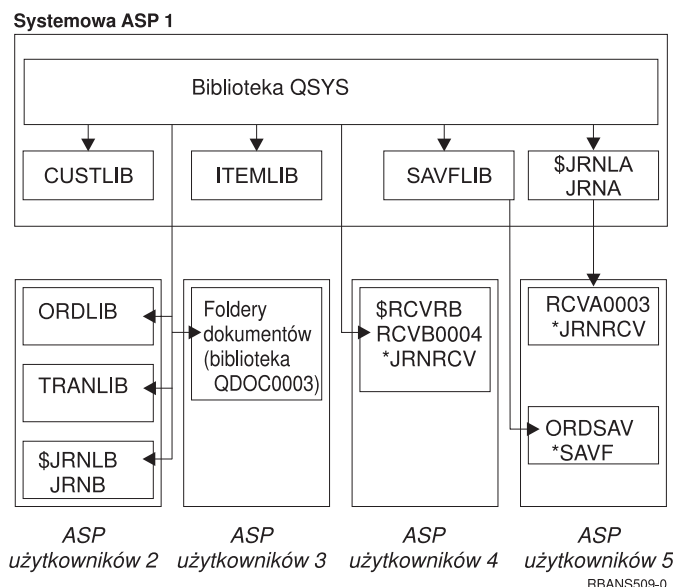 Systemowa ASP 1
Biblioteka QSYS
CUSTLIB
ITEMLIB
SAVFLIB
$JRNLA
JRNA
ORDLIB
TRANLIB
$JRNLB
JRNB
Foldery
dokumentów
(biblioteka
QDOC0003)
$RCVRB
RCVB0004
*JRNRCV
RCVA0003
*JRNRCV
ORDSAV
*SAVF
ASP
użytkowników 2
ASP
użytkowników 3
ASP
użytkowników 4
ASP
użytkowników 5
RBANS509-0